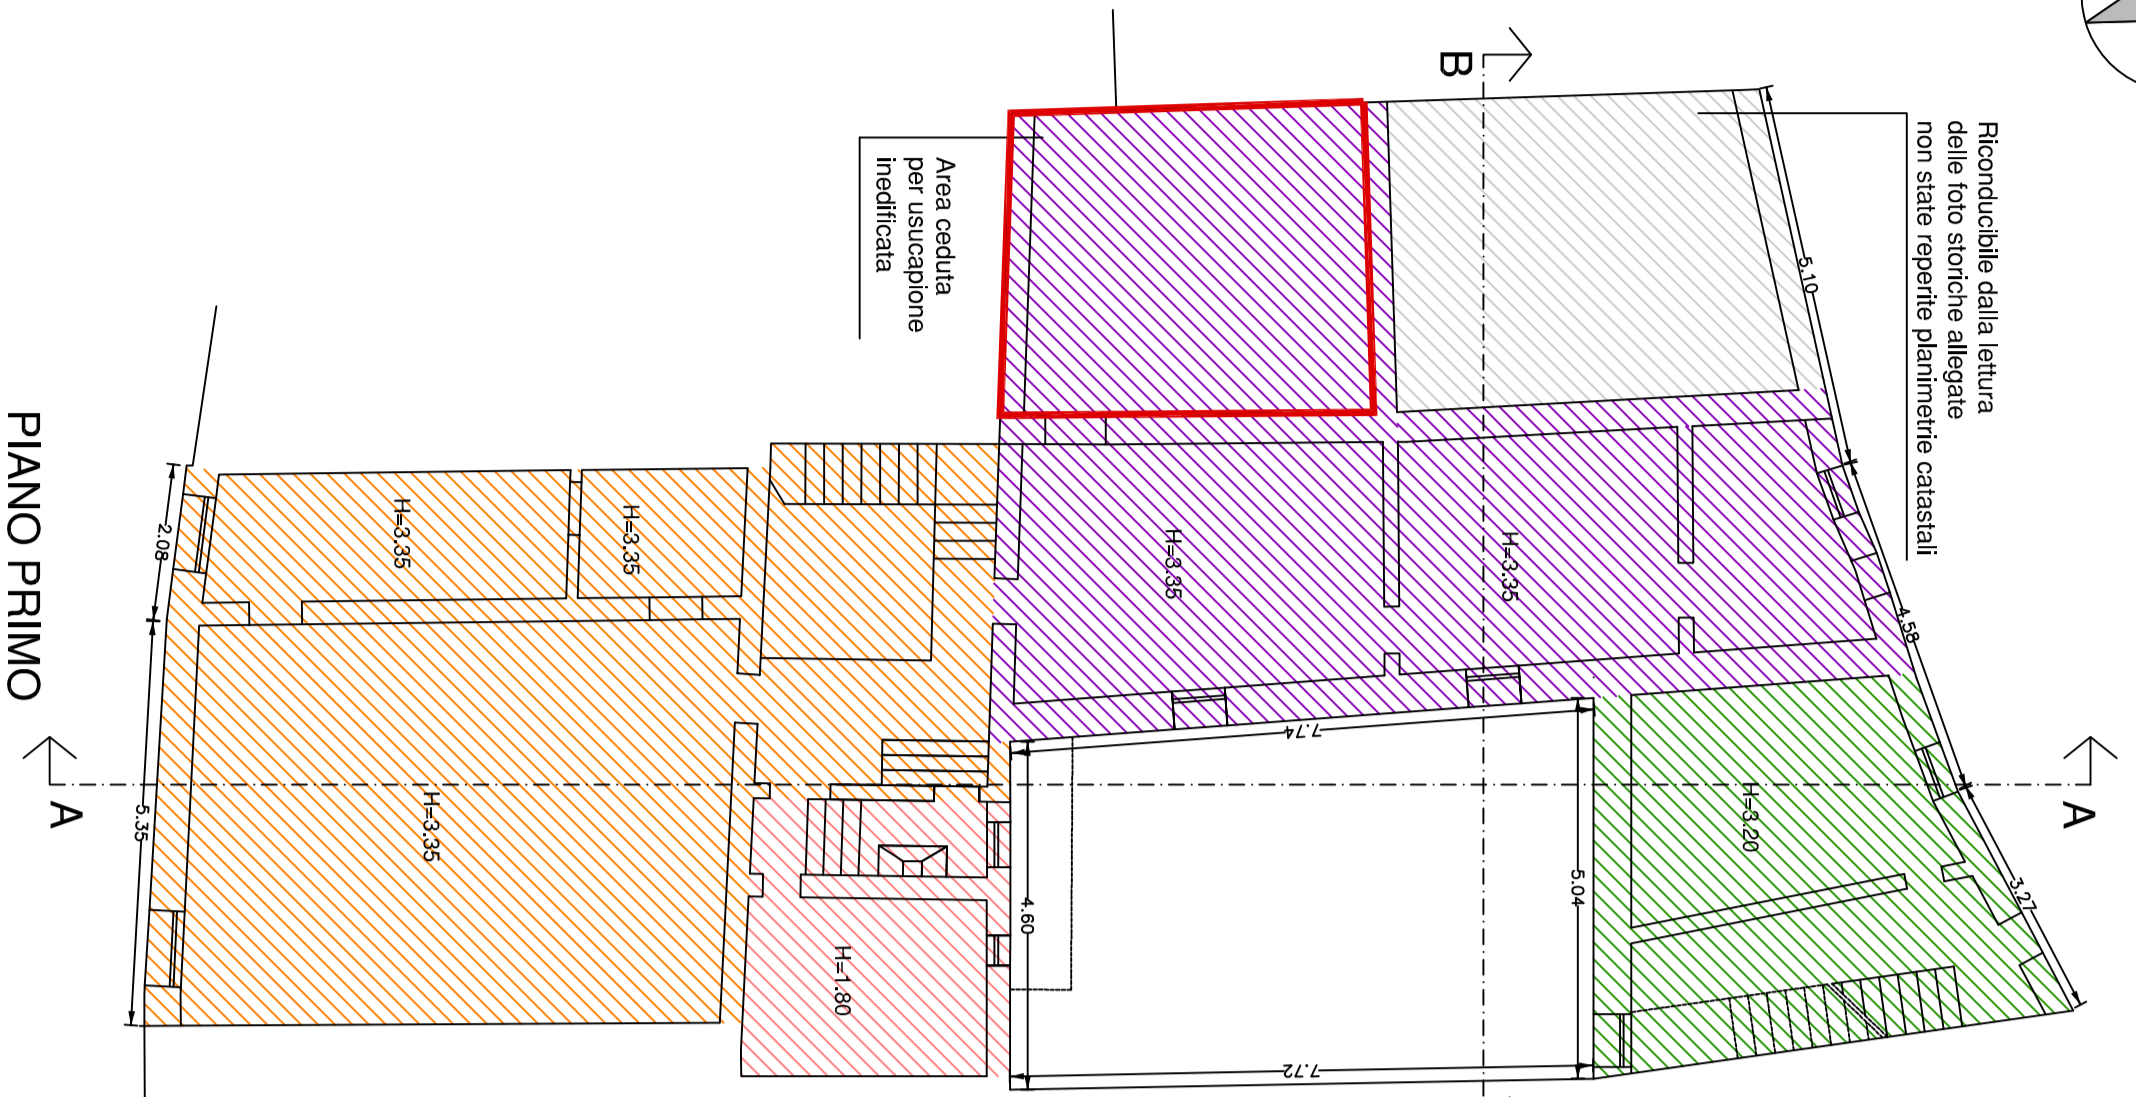 PIANO PRIMO
B
Riconducibile dalla lettura
delle foto storiche allegate
non state reperite planimetrie catastali
Area ceduta
per usucapione
inedificata
5.10
4.58
3.27
2.08
5.35
7.74
5.04
4.60
7.72
H=3.35
H=3.35
H=3.35
H=3.35
H=3.35
H=3.20
H=1.80
A
A